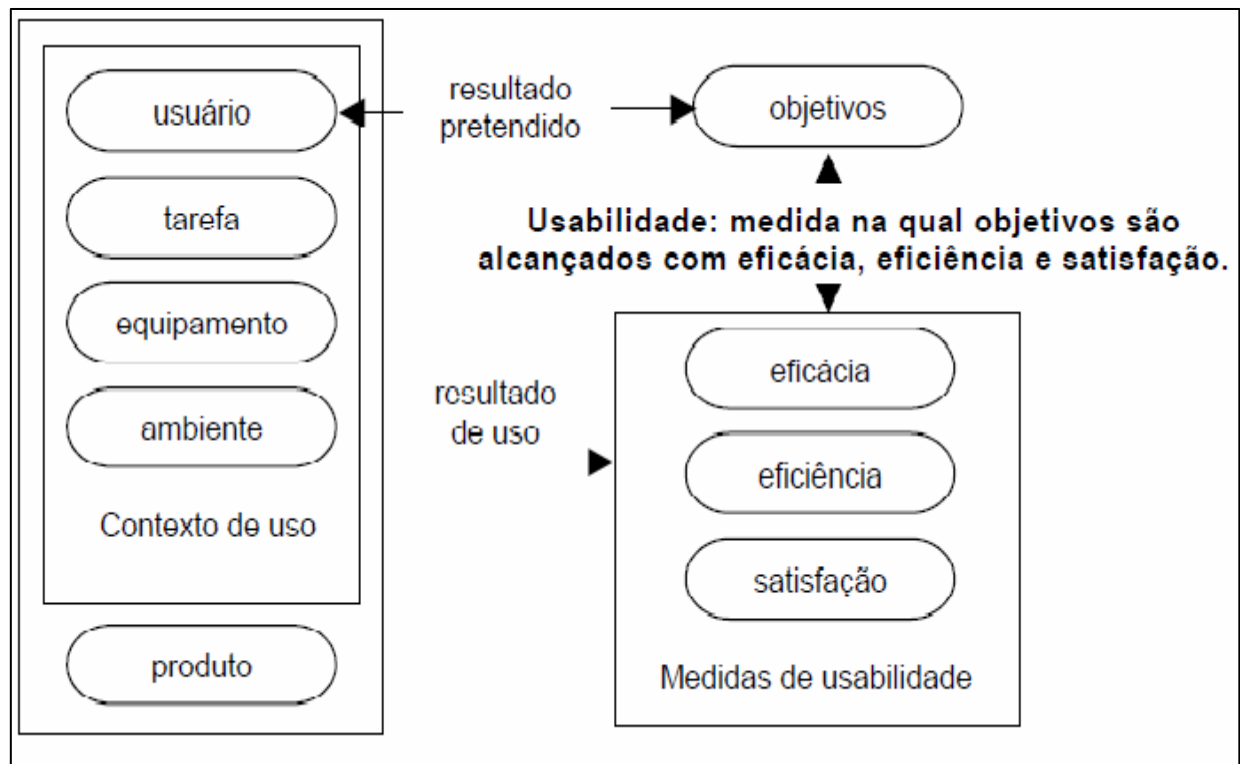 usuário
tarefa
equipamento
ambiente
Contexto de uso
produto
resultado
pretendido
objetivos
Usabilidade: medida na qual objetivos são
alcançados com eficácia, eficiência e satisfação.
resultado
de uso
eficácia
eficiência
satisfação
Medidas de usabilidade